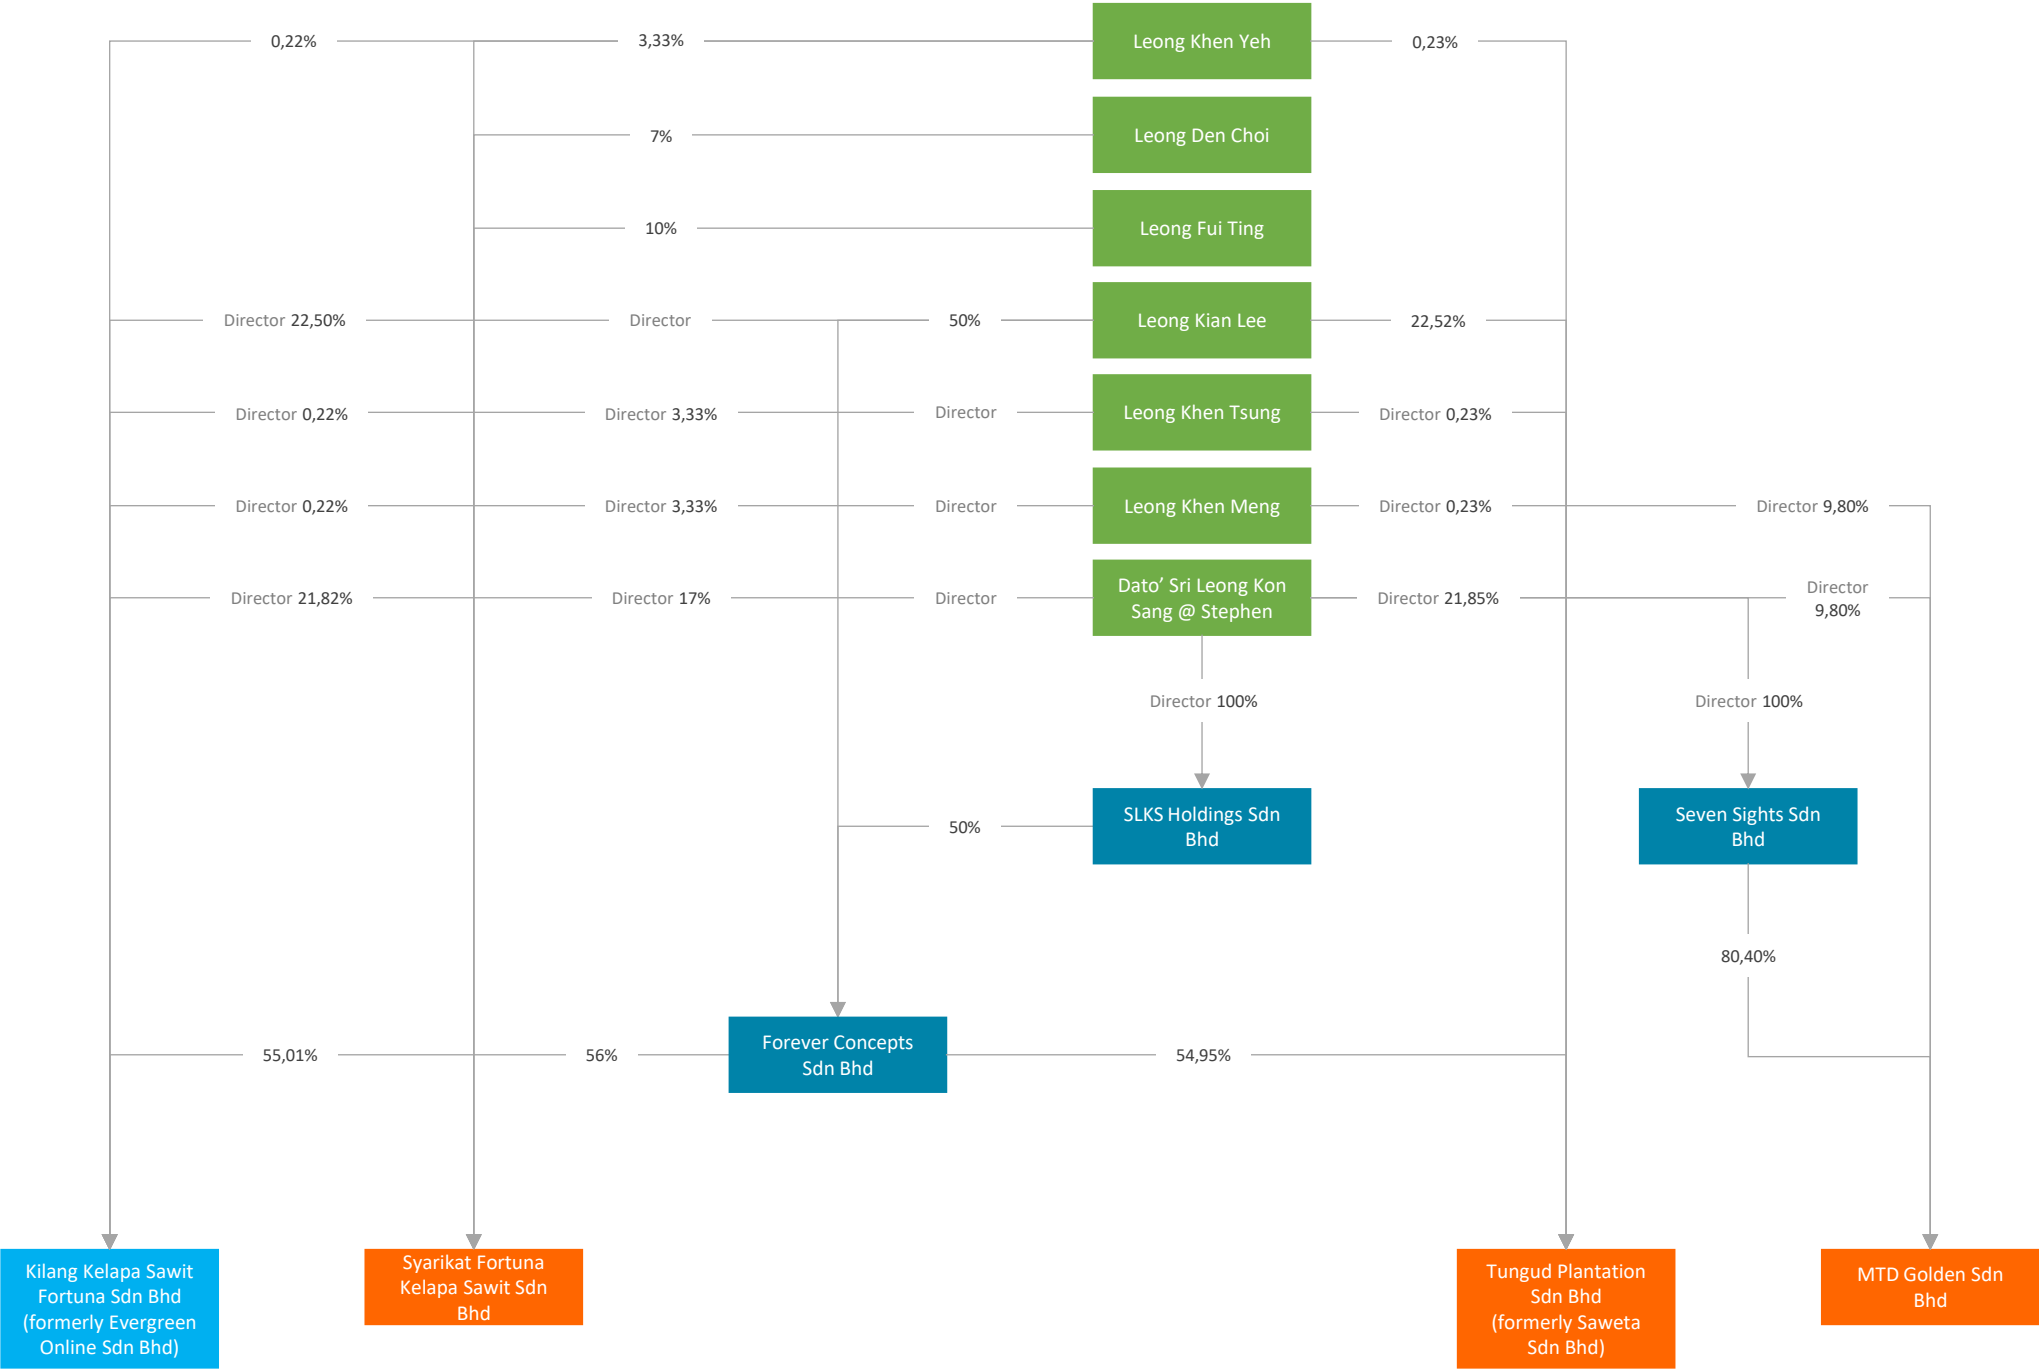 0,22%
3,33%
Leong Khen Yeh
0,23%
7%
Leong Den Choi
10%
Leong Fui Ting
Director 22,50%
Director
50%
Leong Kian Lee
22,52%
Director 0,22%
Director 3,33%
Director
Leong Khen Tsung
Director 0,23%
Director 0,22%
Director 3,33%
Director
Leong Khen Meng
Director 0,23%
Director 9,80%
Director 21,82%
Director 17%
Director
Dato’ Sri Leong Kon
Sang @ Stephen
Director 21,85%
Director
9,80%
Director 100%
Director 100%
50%
SLKS Holdings Sdn
Bhd
Seven Sights Sdn
Bhd
80,40%
55,01%
56%
Forever Concepts
Sdn Bhd
54,95%
Kilang Kelapa Sawit
Fortuna Sdn Bhd
(formerly Evergreen
Online Sdn Bhd)
Syarikat Fortuna
Kelapa Sawit Sdn
Bhd
Tungud Plantation
Sdn Bhd
(formerly Saweta
Sdn Bhd)
MTD Golden Sdn
Bhd